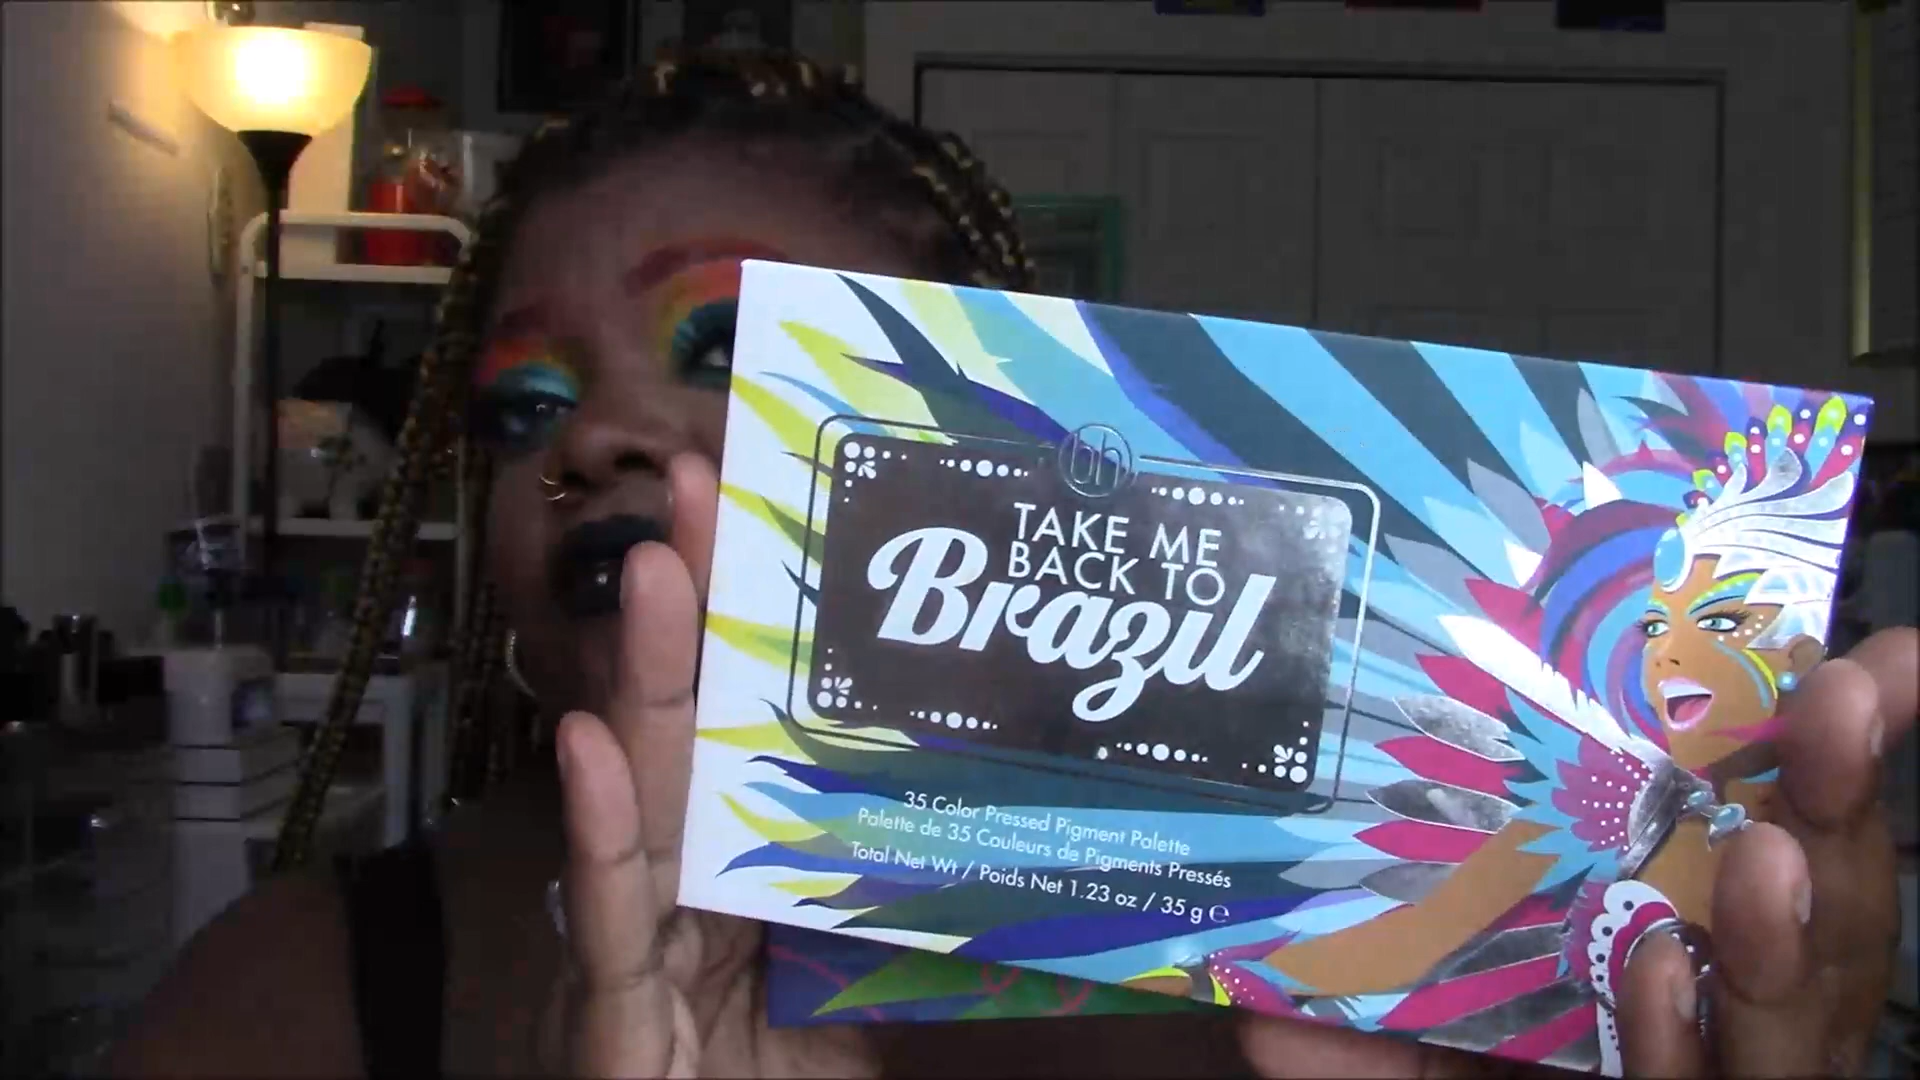 bh
TAKE ME
BACK TO
Brazil
35 Color Pressed Pigment Palette
Palette de 35 Couleurs de Pigments Pressés
Total Net Wt / Poids Net 1.23 oz / 35 g ℮